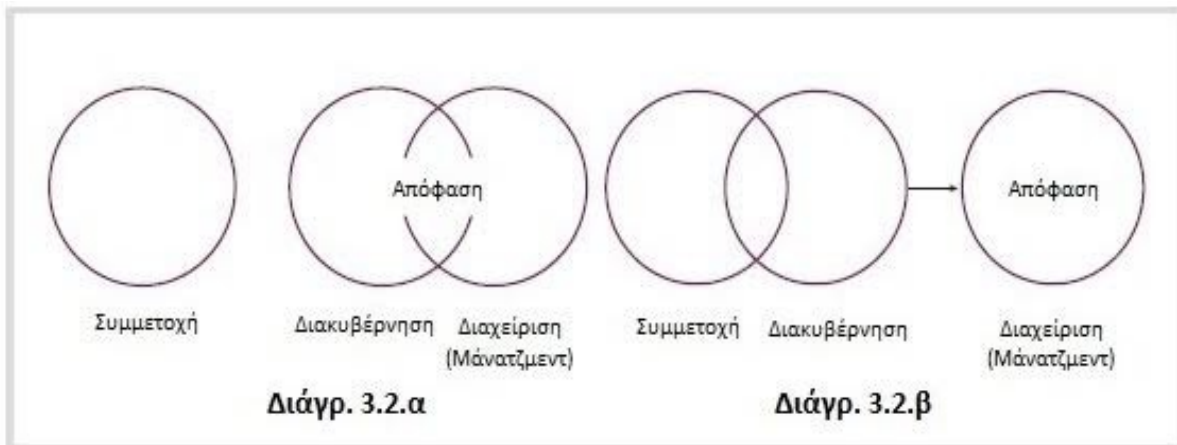 Απόφαση
Απόφαση
Συμμετοχή
Διακυβέρνηση
Διαχείριση
(Μάνατζμεντ)
Συμμετοχή
Διακυβέρνηση
Διαχείριση
(Μάνατζμεντ)
Διάγρ. 3.2.α
Διάγρ. 3.2.β